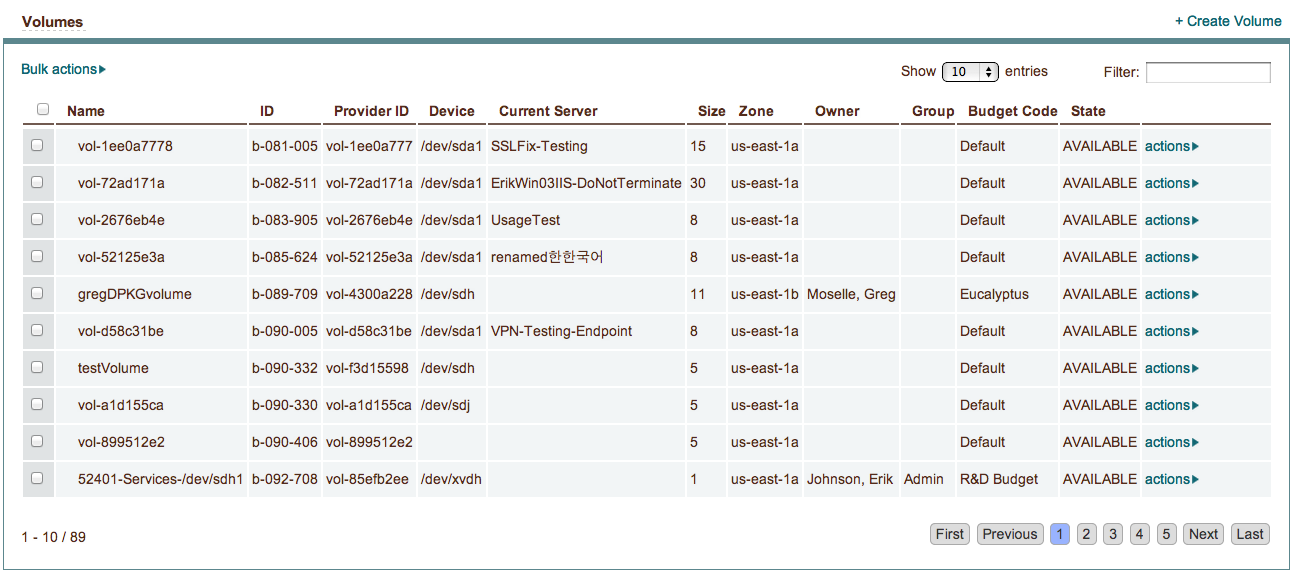 Volumes + Create Volume
Bulk actions Show 10 entries Filter:
Name ID Provider ID Device Current Server Size Zone Owner Group Budget Code State
vol-1ee0a7778 b-081-005 vol-1ee0a777 /dev/sda1 SSLFix-Testing 15 us-east-1a Default AVAILABLE actions
vol-72ad171a b-082-511 vol-72ad171a /dev/sda1 ErikWin03IIS-DoNotTerminate 30 us-east-1a Default AVAILABLE actions
vol-2676eb4e b-083-905 vol-2676eb4e /dev/sda1 UsageTest 8 us-east-1a Default AVAILABLE actions
vol-52125e3a b-085-624 vol-52125e3a /dev/sda1 renamed한한국어 8 us-east-1a Default AVAILABLE actions
gregDPKGvolume b-089-709 vol-4300a228 /dev/sdh 11 us-east-1b Moselle, Greg Eucalyptus AVAILABLE actions
vol-d58c31be b-090-005 vol-d58c31be /dev/sda1 VPN-Testing-Endpoint 8 us-east-1a Default AVAILABLE actions
testVolume b-090-332 vol-f3d15598 /dev/sdh 5 us-east-1a Default AVAILABLE actions
vol-a1d155ca b-090-330 vol-a1d155ca /dev/sdj 5 us-east-1a Default AVAILABLE actions
vol-899512e2 b-090-406 vol-899512e2 5 us-east-1a Default AVAILABLE actions
52401-Services-/dev/sdh1 b-092-708 vol-85efb2ee /dev/xvdh 1 us-east-1a Johnson, Erik Admin R&D Budget AVAILABLE actions
1 - 10 / 89 First Previous 1 2 3 4 5 Next Last